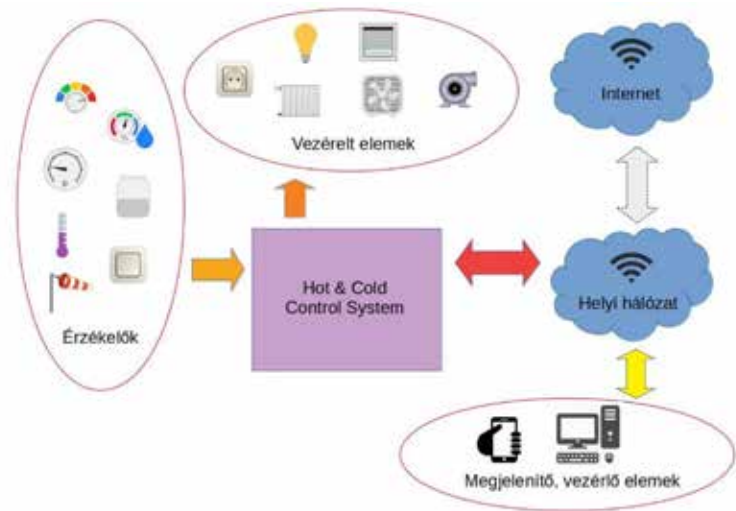 Vezérelt elemek
Internet
Érzékelők
Hot & Cold
Control System
Helyi hálózat
Megjelenítő, vezérlő elemek